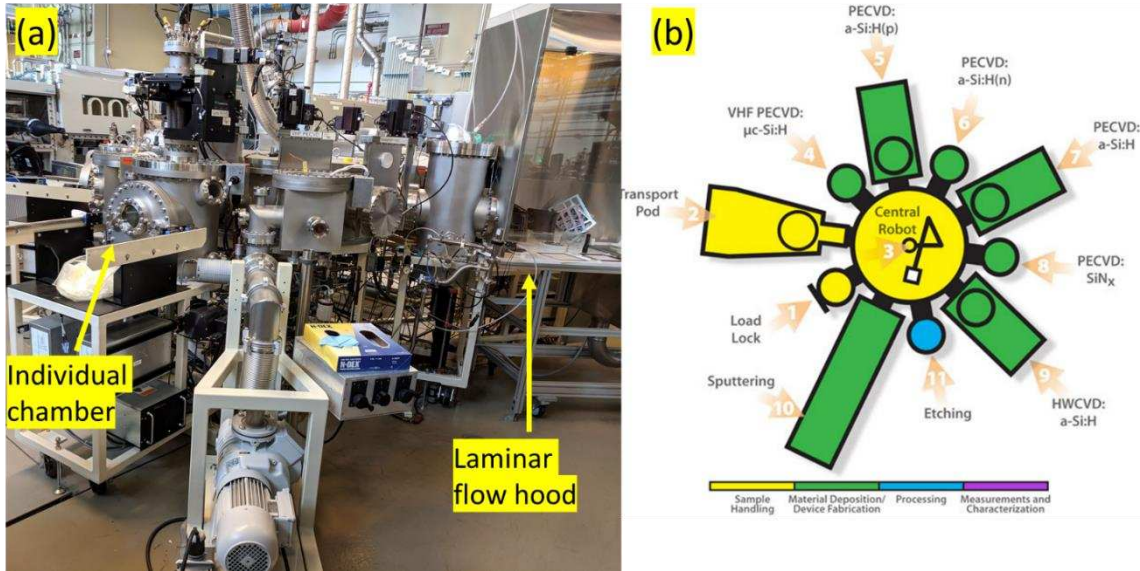 (a)
N-DEX
N-DEX
Individual
chamber
Laminar
flow hood
(b)
PECVD:
a-Si:H(p)
5
PECVD:
a-Si:H(n)
6
VHF PECVD:
μc-Si:H
4
PECVD:
a-Si:H
7
Transport
Pod
2
Central
Robot
3
PECVD:
SiNx
8
Load
Lock
1
Sputtering
10
11
Etching
9
HWCVD:
a-Si:H
Sample
Handling
Material Deposition/
Device Fabrication
Processing
Measurements and
Characterization